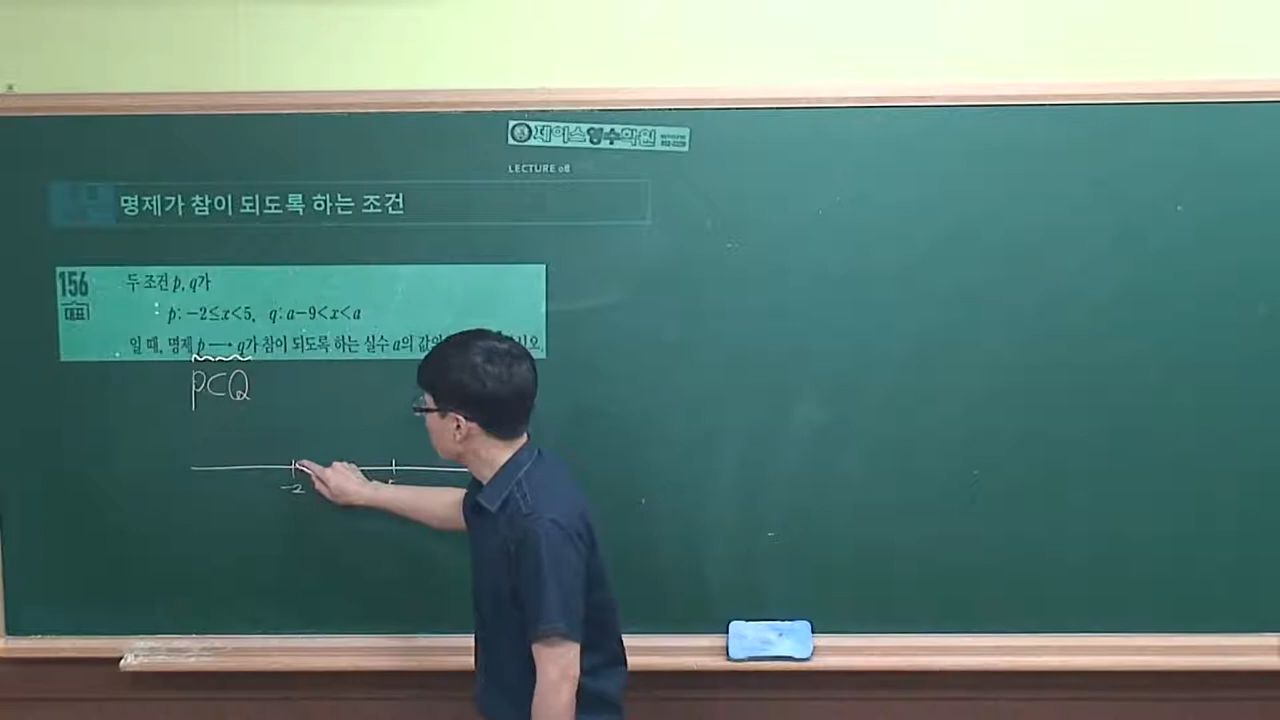 제이스영수학원
LECTURE 08
명제가 참이 되도록 하는 조건
156
대표
두 조건 p, q가
p: -2≤x<5, q: a-9<x<a
일 때, 명제 p → q가 참이 되도록 하는 실수 a의 값의
P⊂Q
-2